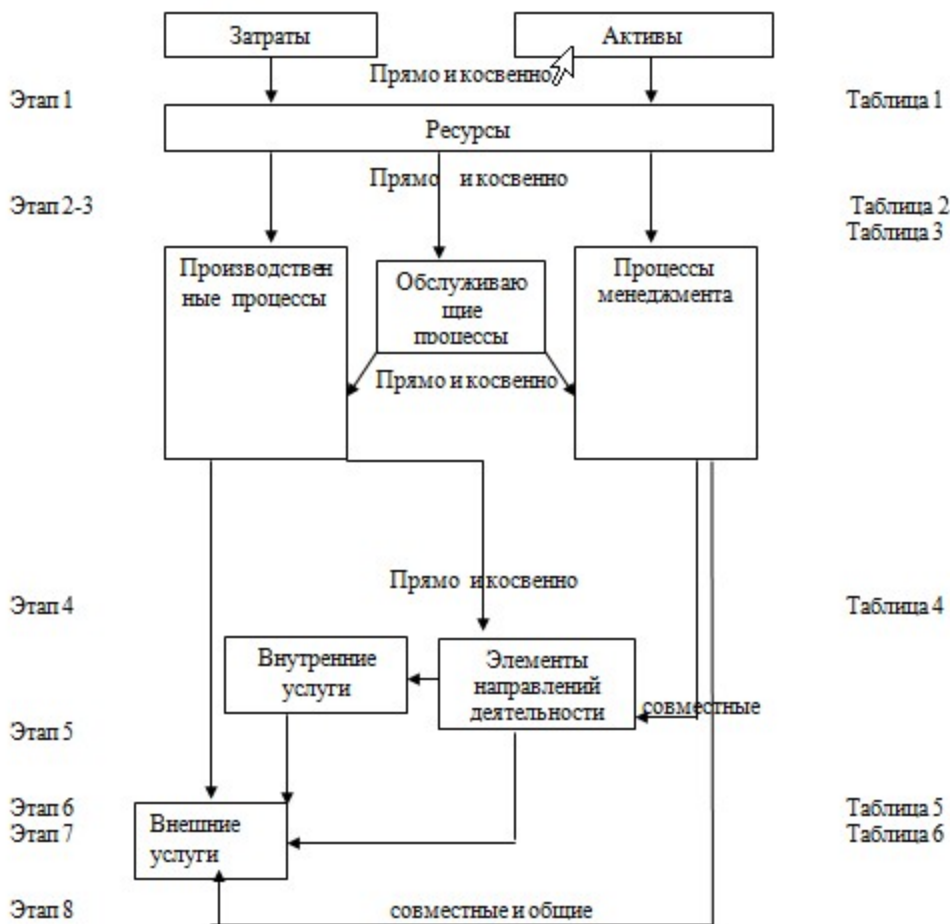 Затраты
Активы
Прямо и косвенно
Этап 1
Таблица 1
Ресурсы
Прямо и косвенно
Этап 2-3
Таблица 2
Таблица 3
Производствен
ные процессы
Обслуживаю
щие
процессы
Процессы
менеджмента
Прямо и косвенно
Прямо и косвенно
Этап 4
Таблица 4
Внутренние
услуги
Элементы
направлений
деятельности
совместные
Этап 5
Этап 6
Таблица 5
Этап 7
Таблица 6
Внешние
услуги
Этап 8
совместные и общие